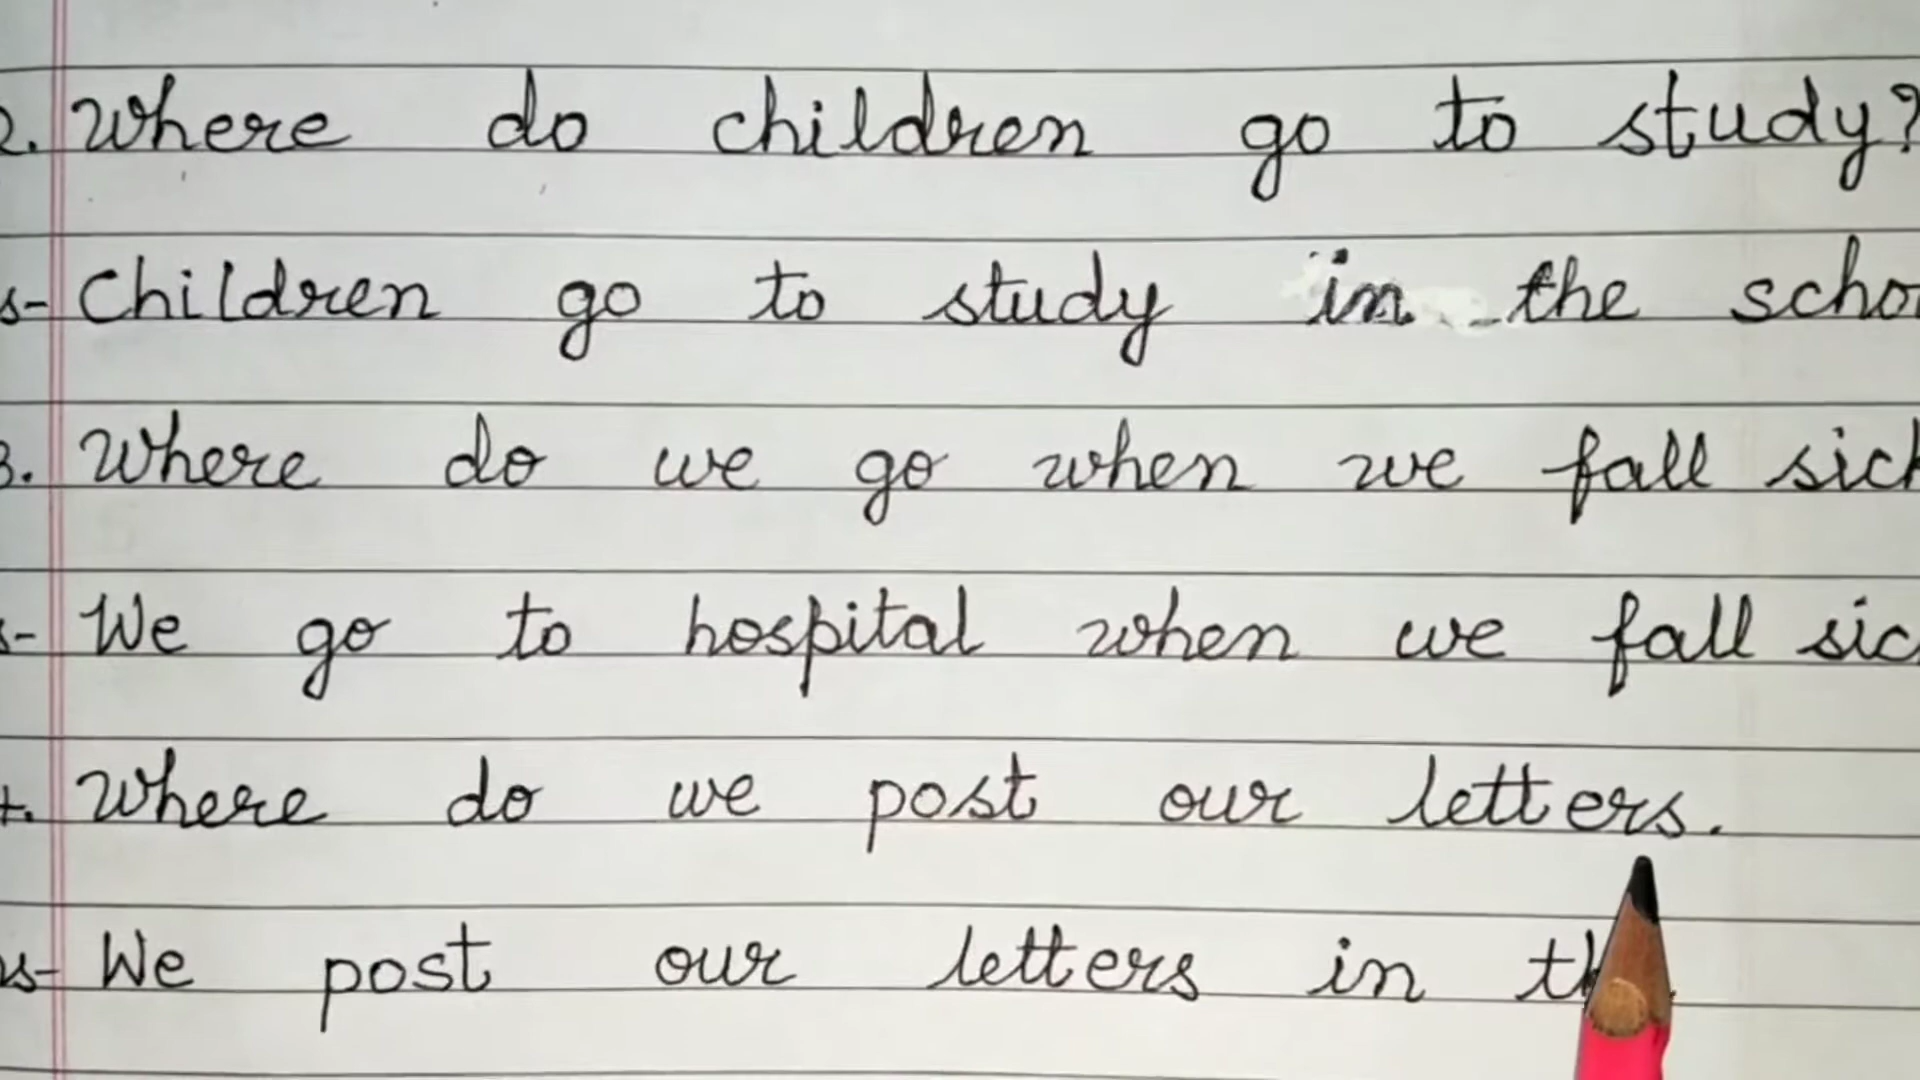 2. Where do children go to study?
s- Children go to study in the scho
3. Where do we go when we fall sick
s- We go to hospital when we fall sic
Where do we post our letters.
ns- We post our letters in th